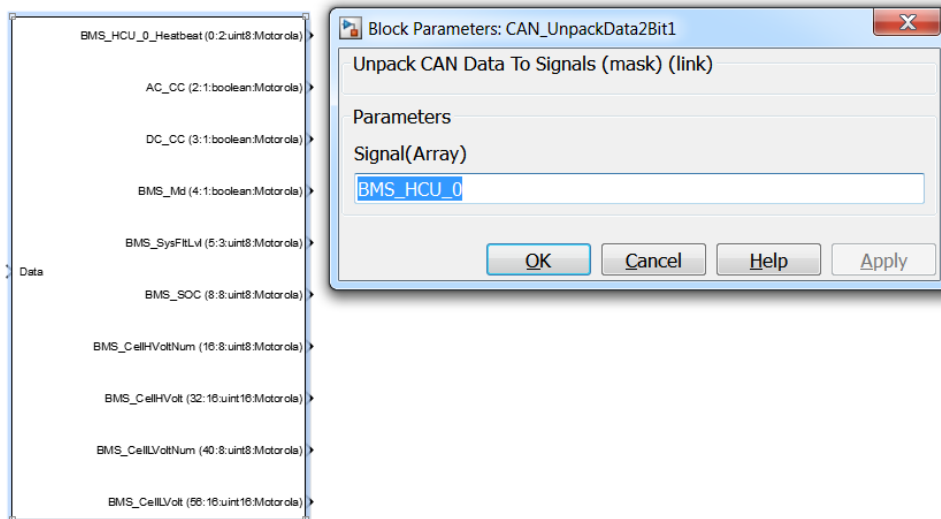 BMS_HCU_0_Heatbeat (0:2:uint8:Motorola)
AC_CC (2:1:boolean:Motorola)
DC_CC (3:1:boolean:Motorola)
BMS_Md (4:1:boolean:Motorola)
BMS_SysFltLvl (5:3:uint8:Motorola)
Data
BMS_SOC (8:8:uint8:Motorola)
BMS_CellHVoltNum (16:8:uint8:Motorola)
BMS_CellHVolt (32:16:uint16:Motorola)
BMS_CellLVoltNum (40:8:uint8:Motorola)
BMS_CellLVolt (56:16:uint16:Motorola)
Block Parameters: CAN_UnpackData2Bit1
Unpack CAN Data To Signals (mask) (link)
Parameters
Signal(Array)
BMS_HCU_0
OK Cancel Help Apply